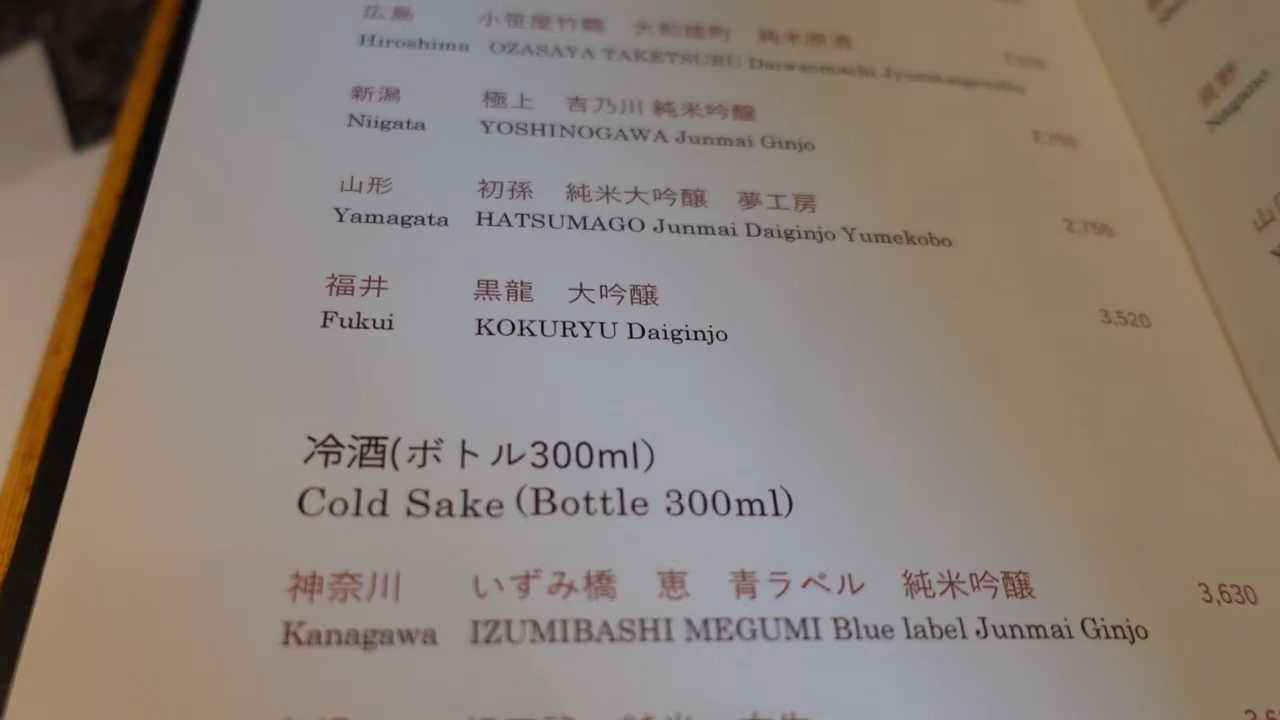 広島 小笹屋竹鶴 大和雄町 純米原酒
Hiroshima OZASAYA TAKETSURU
新潟 極上 吉乃川 純米吟醸
Niigata YOSHINOGAWA Junmai Ginjo 2,750
山形 初孫 純米大吟醸 夢工房
Yamagata HATSUMAGO Junmai Daiginjo Yumekobo 2,750
福井 黒龍 大吟醸
Fukui KOKURYU Daiginjo 3,520
冷酒(ボトル300ml)
Cold Sake (Bottle 300ml)
神奈川 いずみ橋 恵 青ラベル 純米吟醸 3,630
Kanagawa IZUMIBASHI MEGUMI Blue label Junmai Ginjo
長野
Nagano